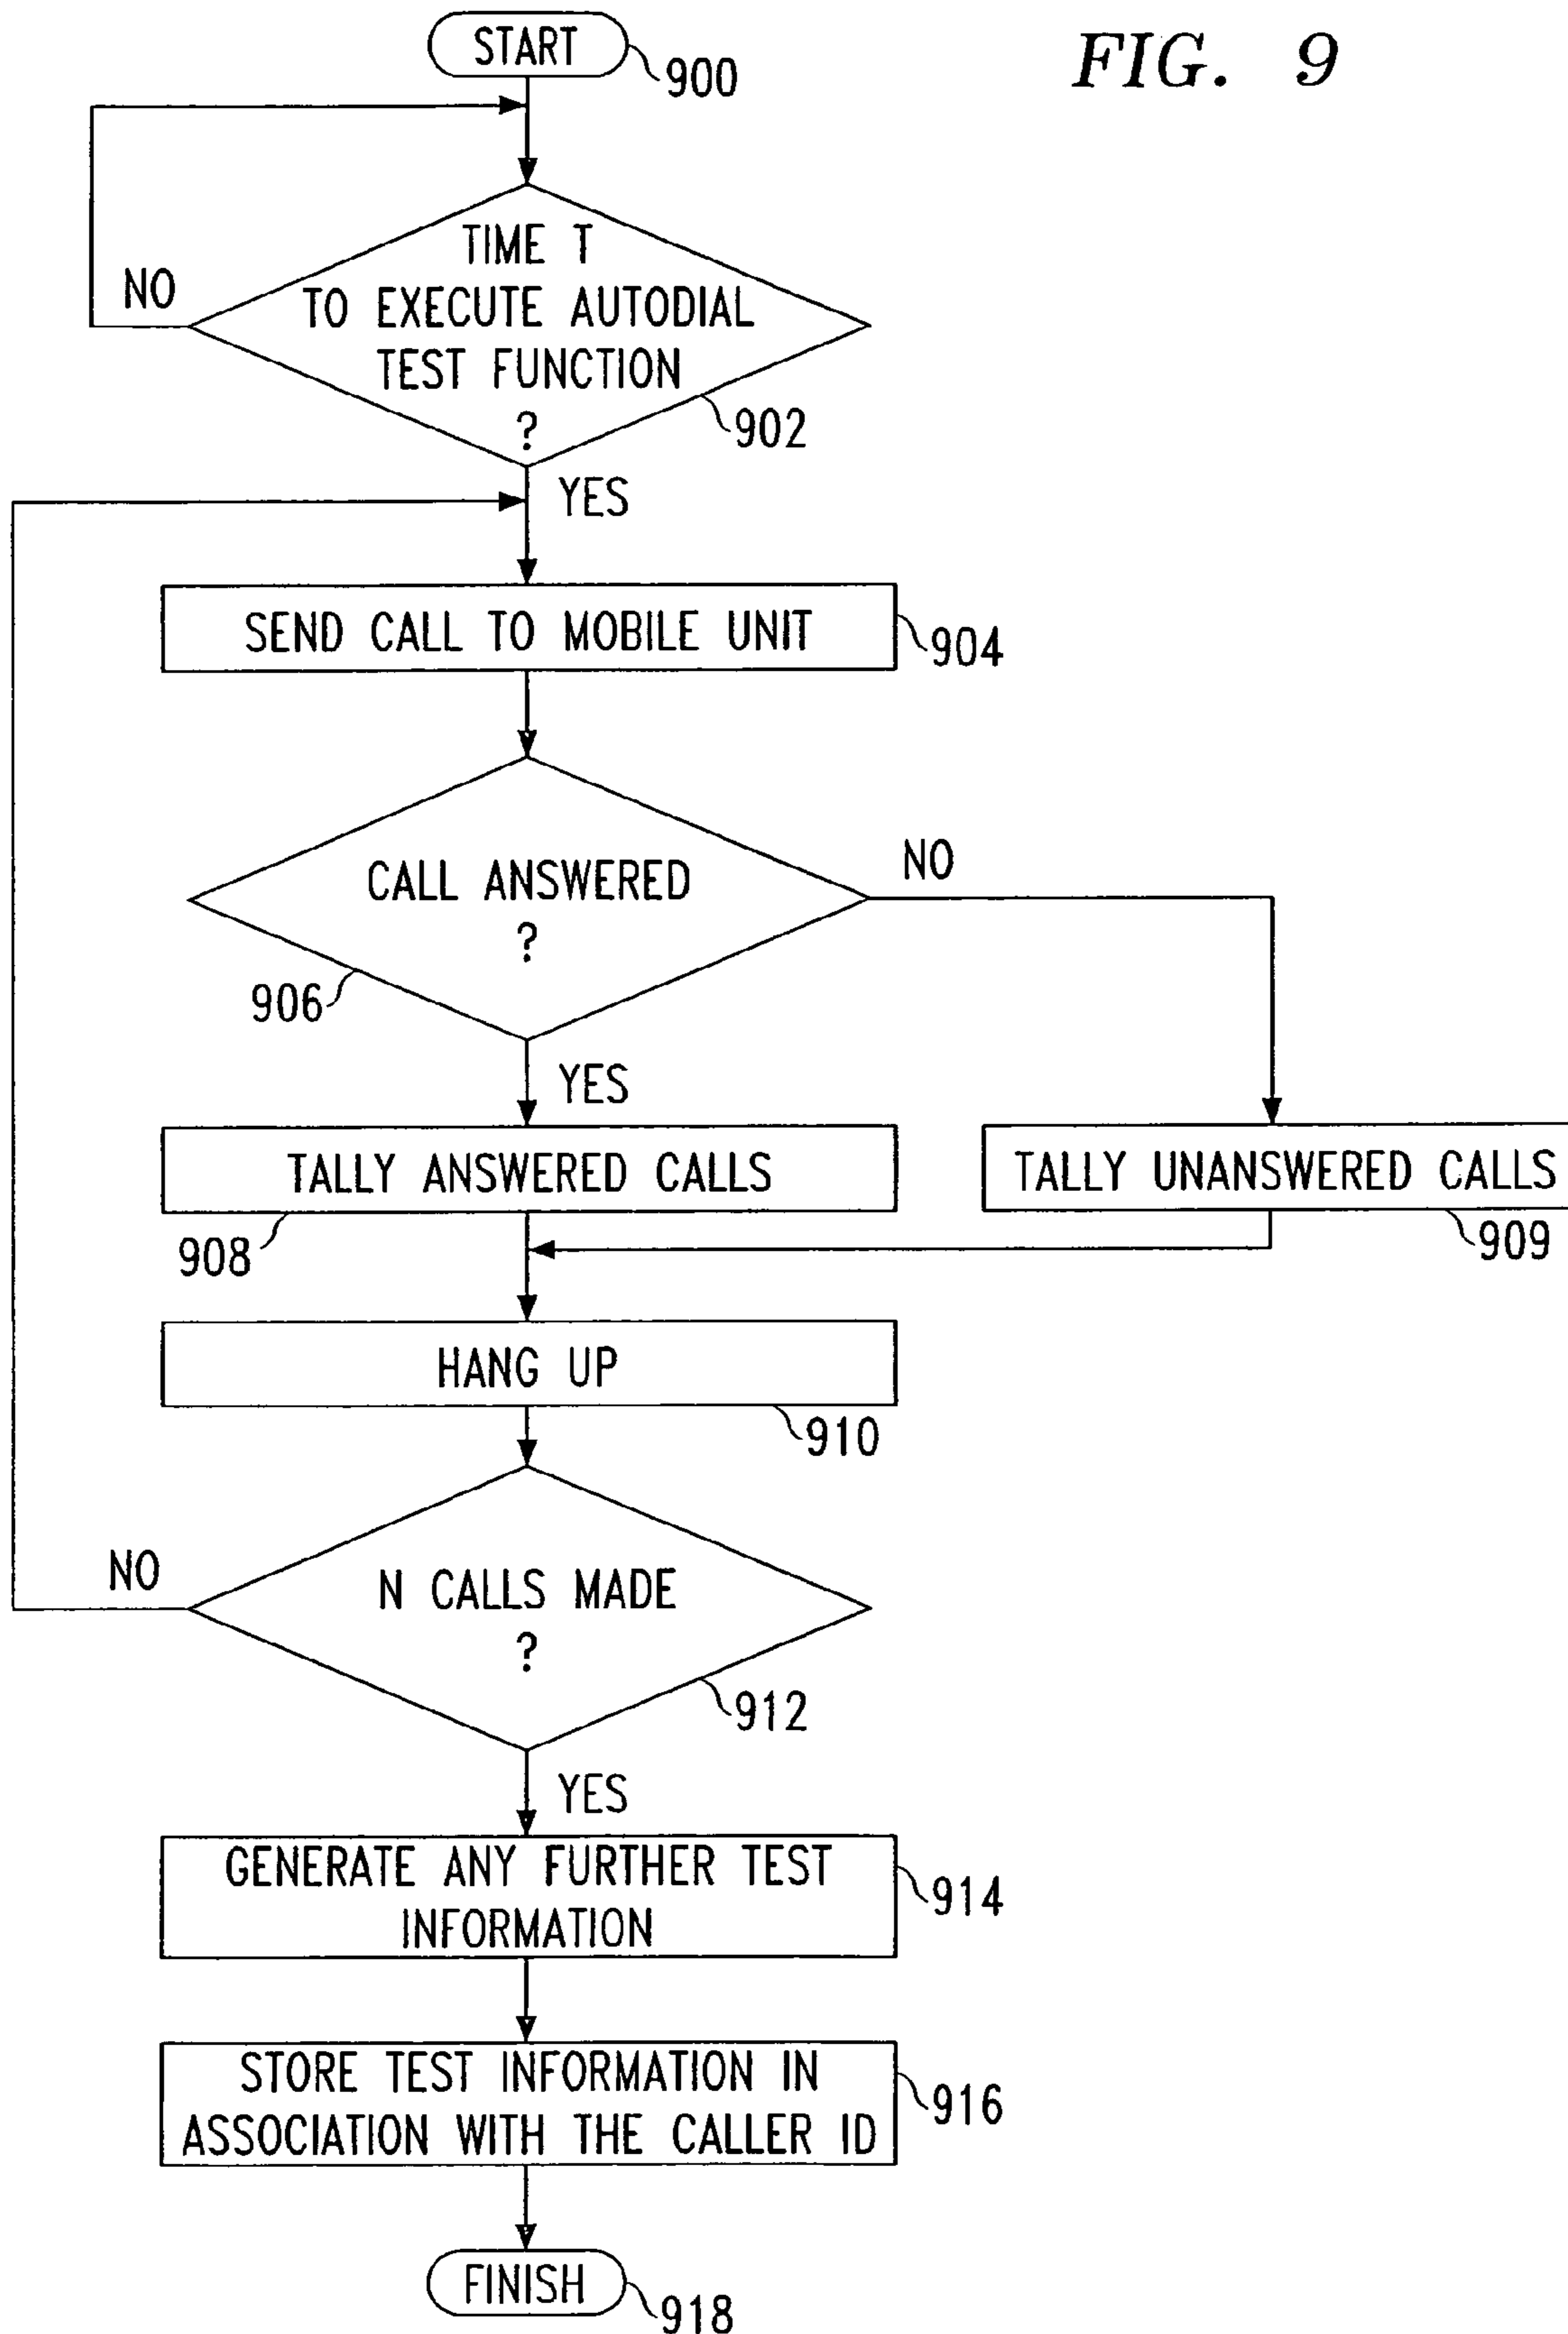 FIG. 9
START
900
TIME T
TO EXECUTE AUTODIAL
TEST FUNCTION
?
NO
902
YES
SEND CALL TO MOBILE UNIT
904
CALL ANSWERED
?
NO
906
YES
TALLY ANSWERED CALLS
908
TALLY UNANSWERED CALLS
909
HANG UP
910
NO
N CALLS MADE
?
912
YES
GENERATE ANY FURTHER TEST
INFORMATION
914
STORE TEST INFORMATION IN
ASSOCIATION WITH THE CALLER ID
916
FINISH
918